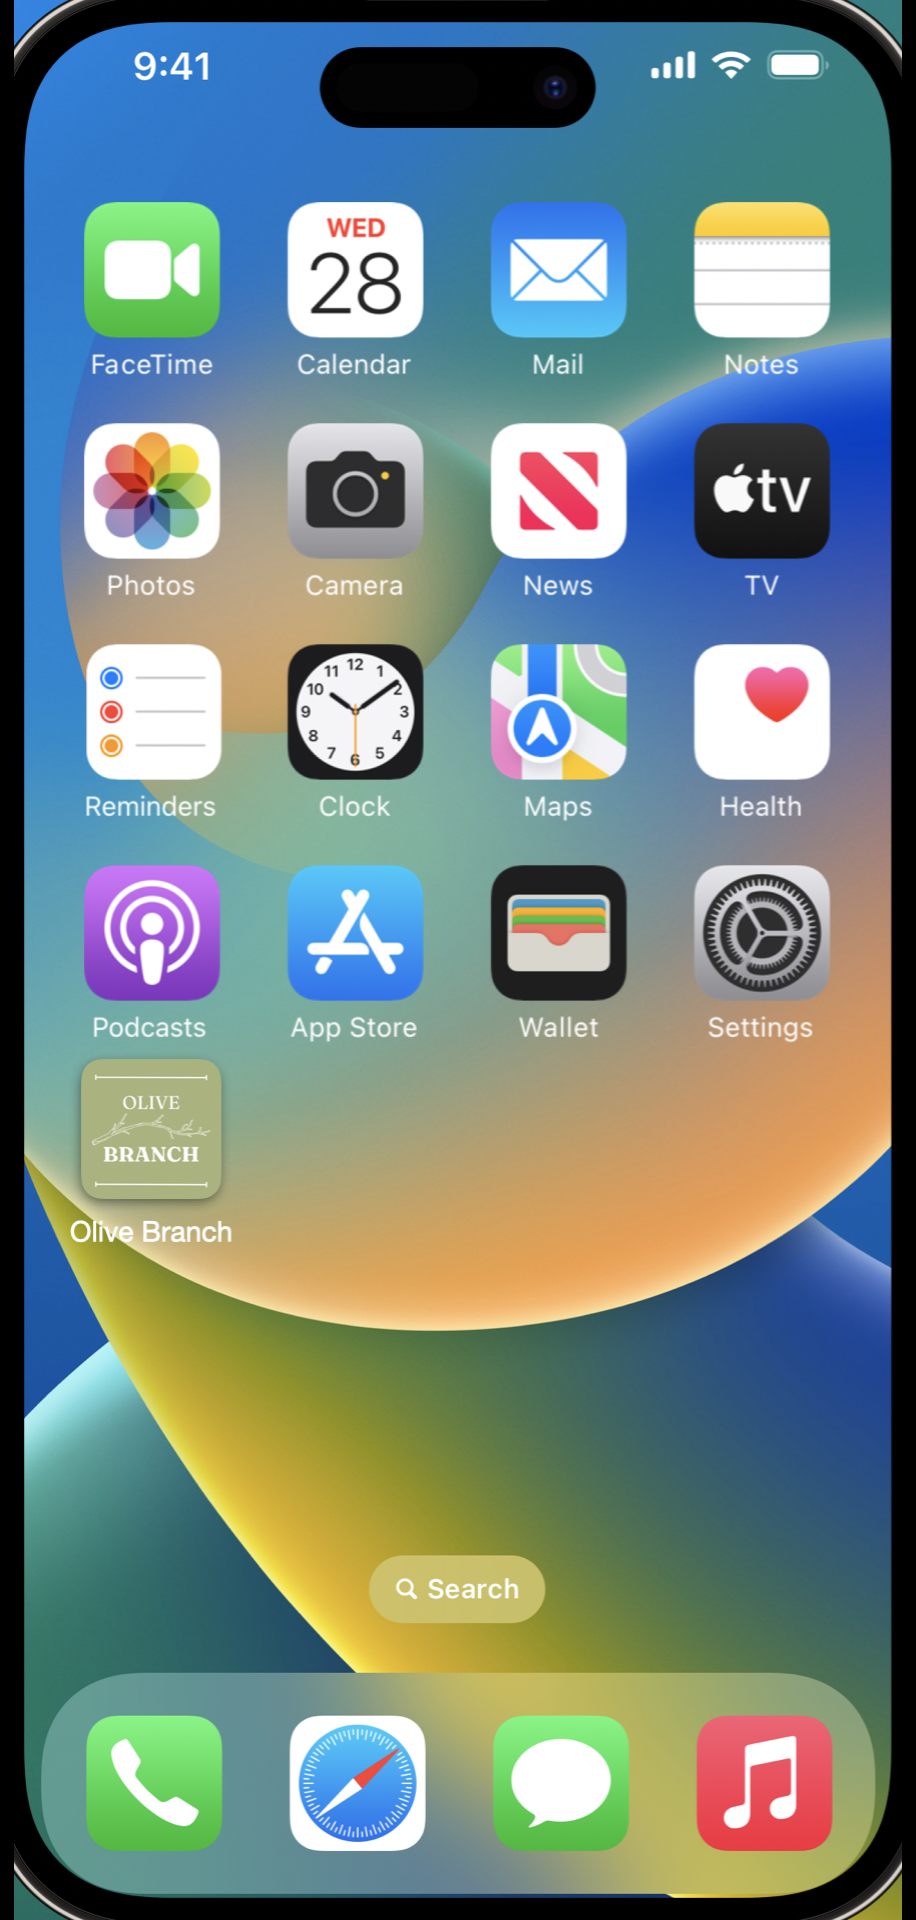 9:41
WED
28
FaceTime Calendar Mail Notes
tv
Photos Camera News TV
12
11 1
10 2
9 3
8 4
7 5
6
Reminders Clock Maps Health
Podcasts App Store Wallet Settings
OLIVE
BRANCH
Olive Branch
Search